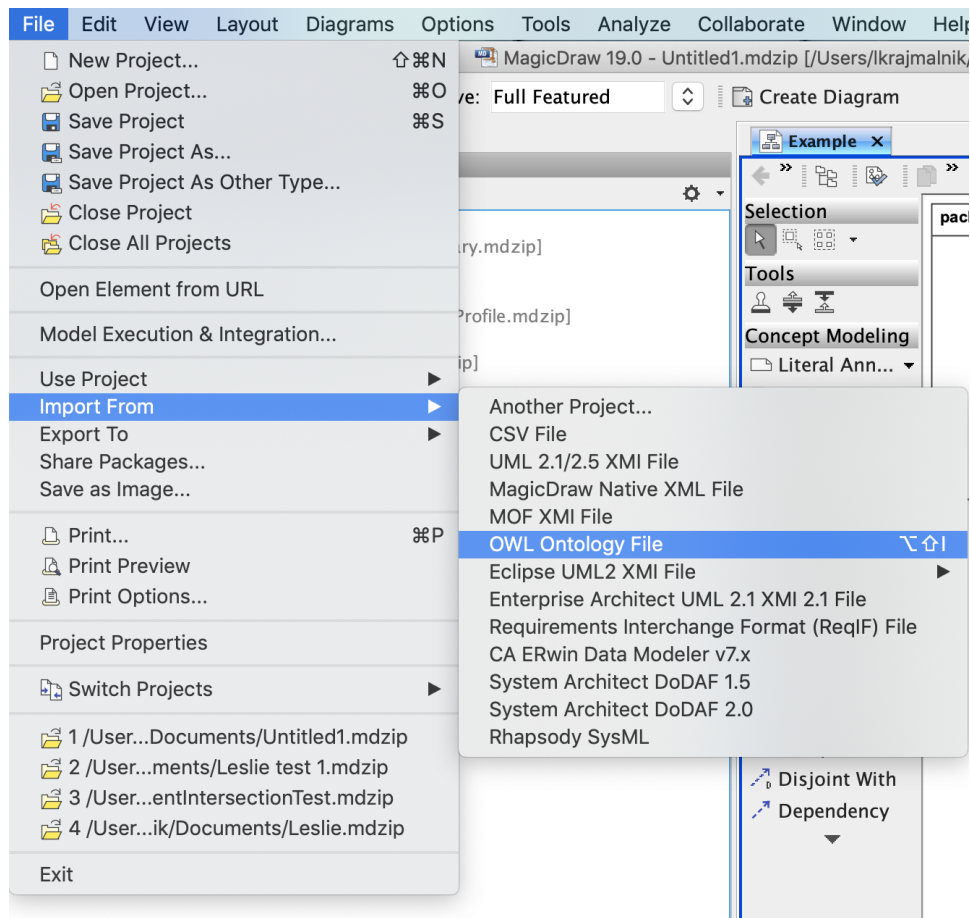 File Edit View Layout Diagrams Options Tools Analyze Collaborate Window Help
New Project... ⇧⌘N
MagicDraw 19.0 - Untitled1.mdzip [/Users/lkrajmalnik/
Open Project... ⌘O
ve: Full Featured
Create Diagram
Save Project ⌘S
Save Project As...
Example ×
Save Project As Other Type...
»
»
Close Project
Selection
pac
Close All Projects
ry.mdzip]
Tools
Open Element from URL
Profile.mdzip]
Model Execution & Integration...
Concept Modeling
ip]
Literal Ann...
Use Project
Import From
Export To
Share Packages...
Save as Image...
Print... ⌘P
Print Preview
Print Options...
Project Properties
Switch Projects
1 /User...Documents/Untitled1.mdzip
2 /User...ments/Leslie test 1.mdzip
3 /User...entIntersectionTest.mdzip
4 /User...ik/Documents/Leslie.mdzip
Exit
Another Project...
CSV File
UML 2.1/2.5 XMI File
MagicDraw Native XML File
MOF XMI File
OWL Ontology File ⌥⇧I
Eclipse UML2 XMI File
Enterprise Architect UML 2.1 XMI 2.1 File
Requirements Interchange Format (ReqIF) File
CA ERwin Data Modeler v7.x
System Architect DoDAF 1.5
System Architect DoDAF 2.0
Rhapsody SysML
Disjoint With
Dependency